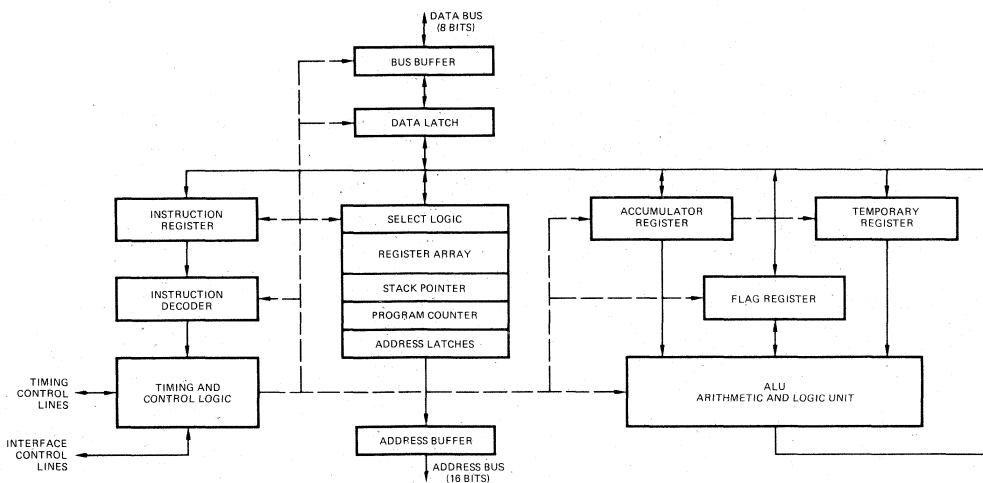 DATA BUS
(8 BITS)
BUS BUFFER
DATA LATCH
INSTRUCTION
REGISTER
SELECT LOGIC
REGISTER ARRAY
STACK POINTER
PROGRAM COUNTER
ADDRESS LATCHES
ACCUMULATOR
REGISTER
TEMPORARY
REGISTER
INSTRUCTION
DECODER
FLAG REGISTER
TIMING
CONTROL
LINES
TIMING AND
CONTROL LOGIC
ALU
ARITHMETIC AND LOGIC UNIT
INTERFACE
CONTROL
LINES
ADDRESS BUFFER
ADDRESS BUS
(16 BITS)